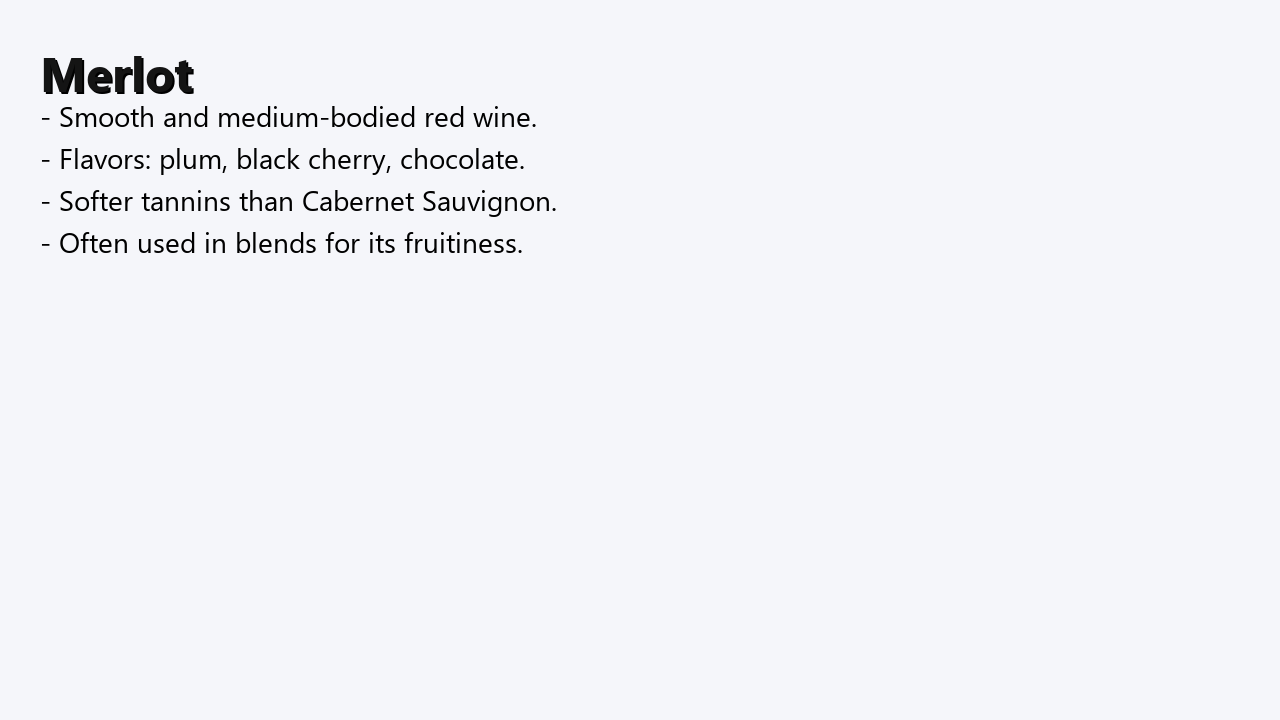 Merlot
- Smooth and medium-bodied red wine.
- Flavors: plum, black cherry, chocolate.
- Softer tannins than Cabernet Sauvignon.
- Often used in blends for its fruitiness.